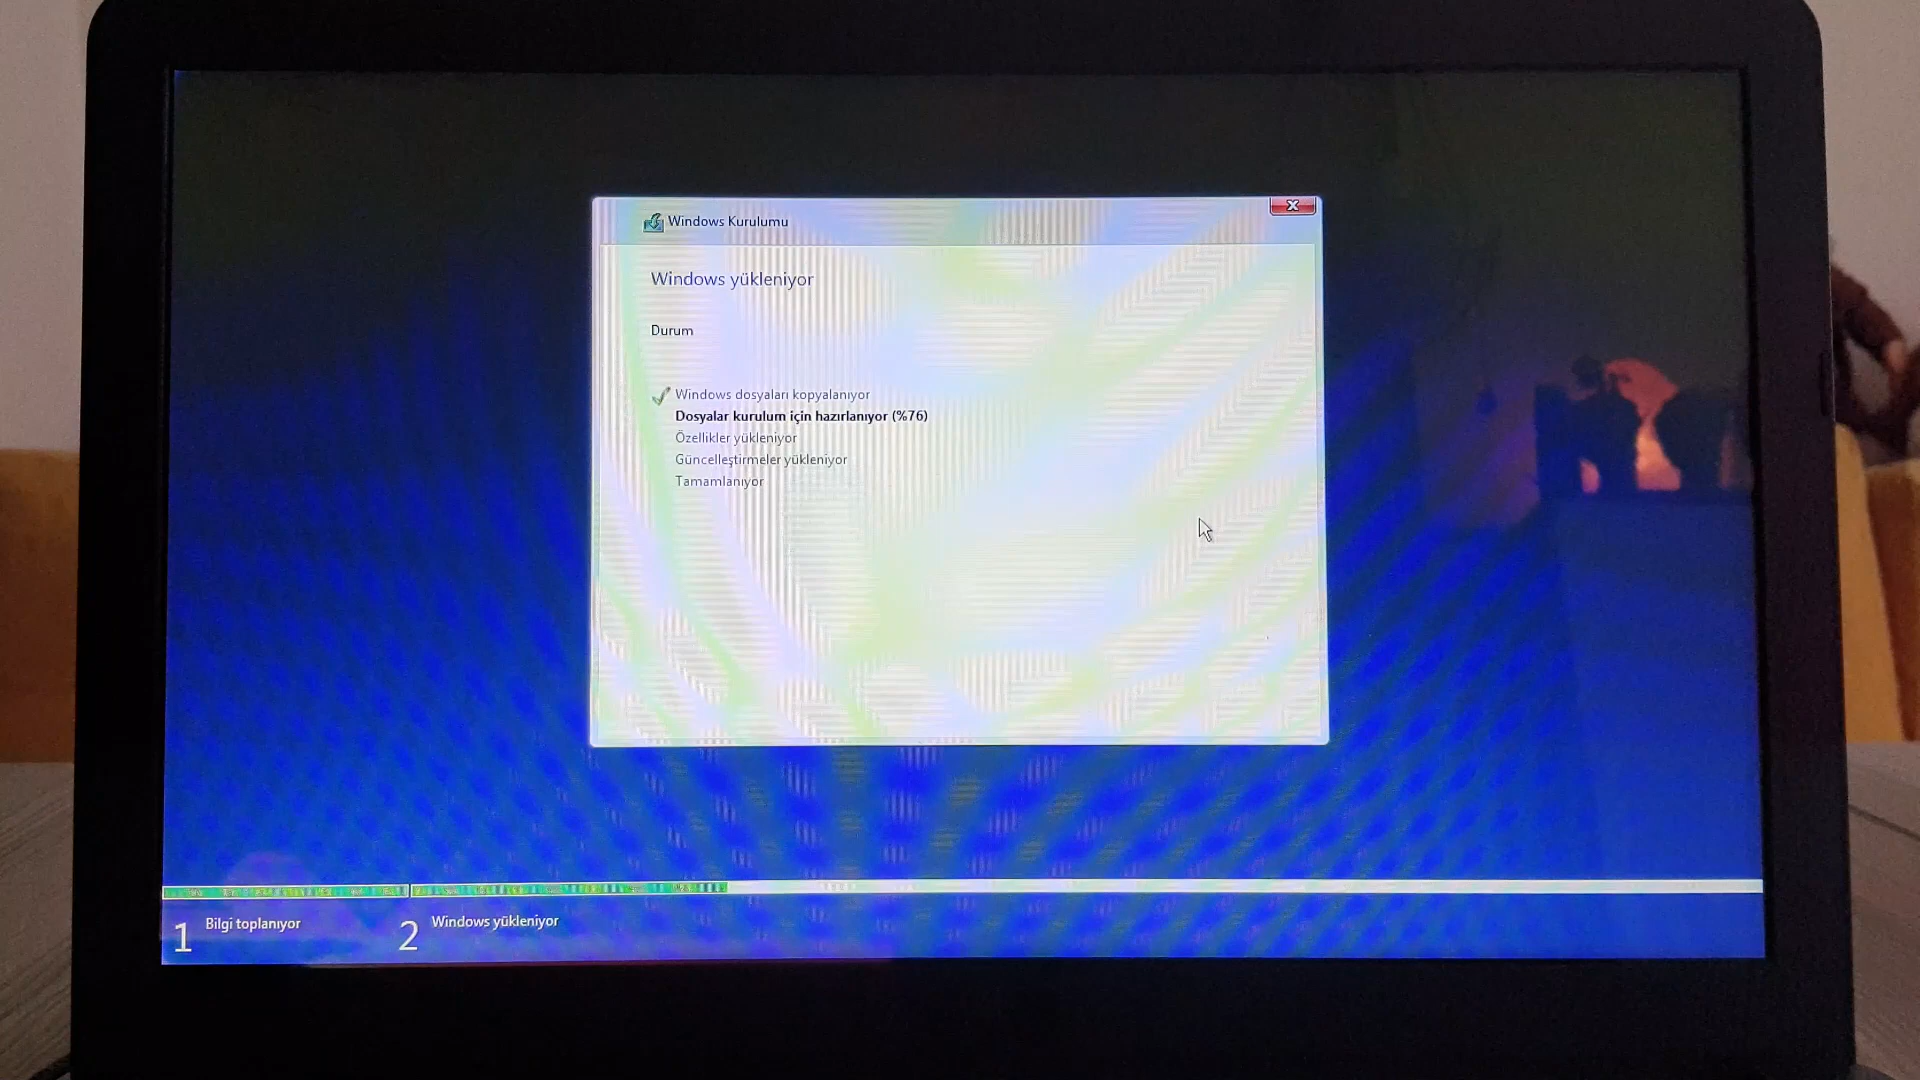 Windows Kurulumu
Windows yükleniyor
Durum
Windows dosyaları kopyalanıyor
Dosyalar kurulum için hazırlanıyor (%76)
Özellikler yükleniyor
Güncelleştirmeler yükleniyor
Tamamlanıyor
1 Bilgi toplanıyor
2 Windows yükleniyor